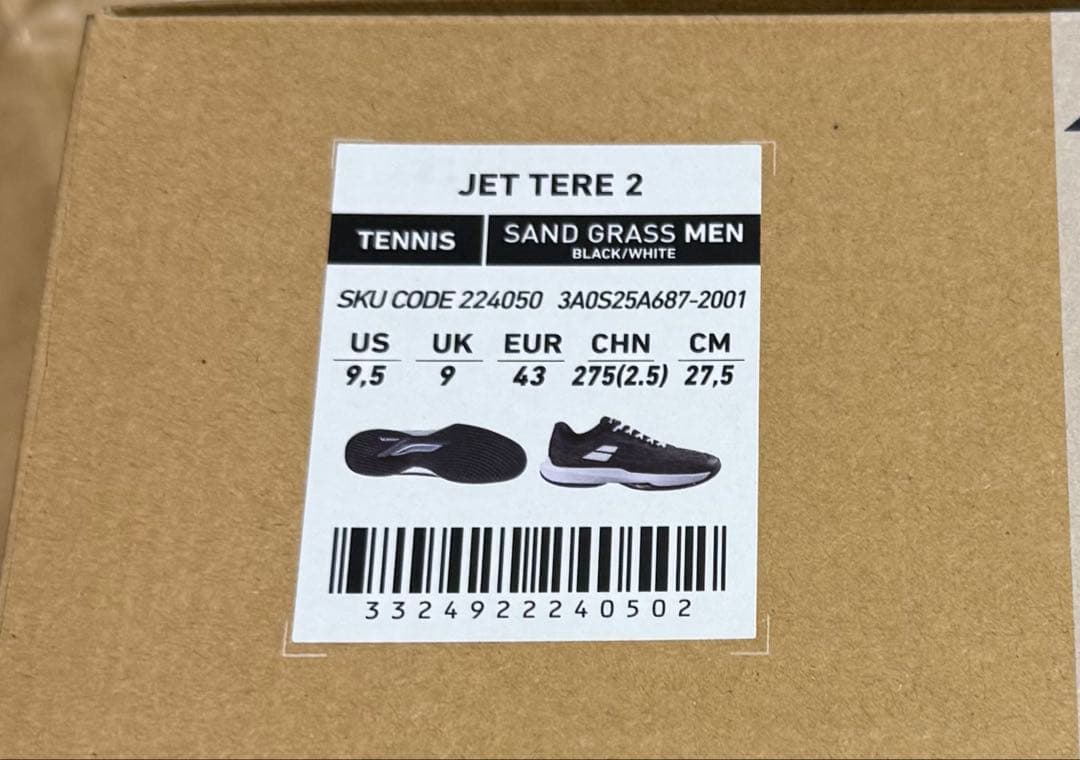 JET TERE 2
TENNIS
SAND GRASS MEN
BLACK/WHITE
SKU CODE 224050 3A0S25A687-2001
US UK EUR CHN CM
9,5 9 43 275(2.5) 27,5
3324922240502